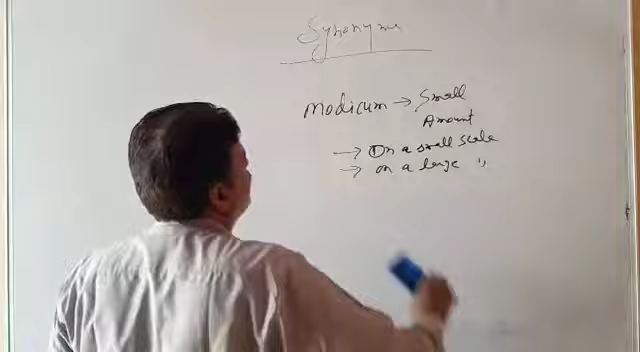 Synonyms
Modicum → Small
Amount
→ On a small scale
→ on a large "